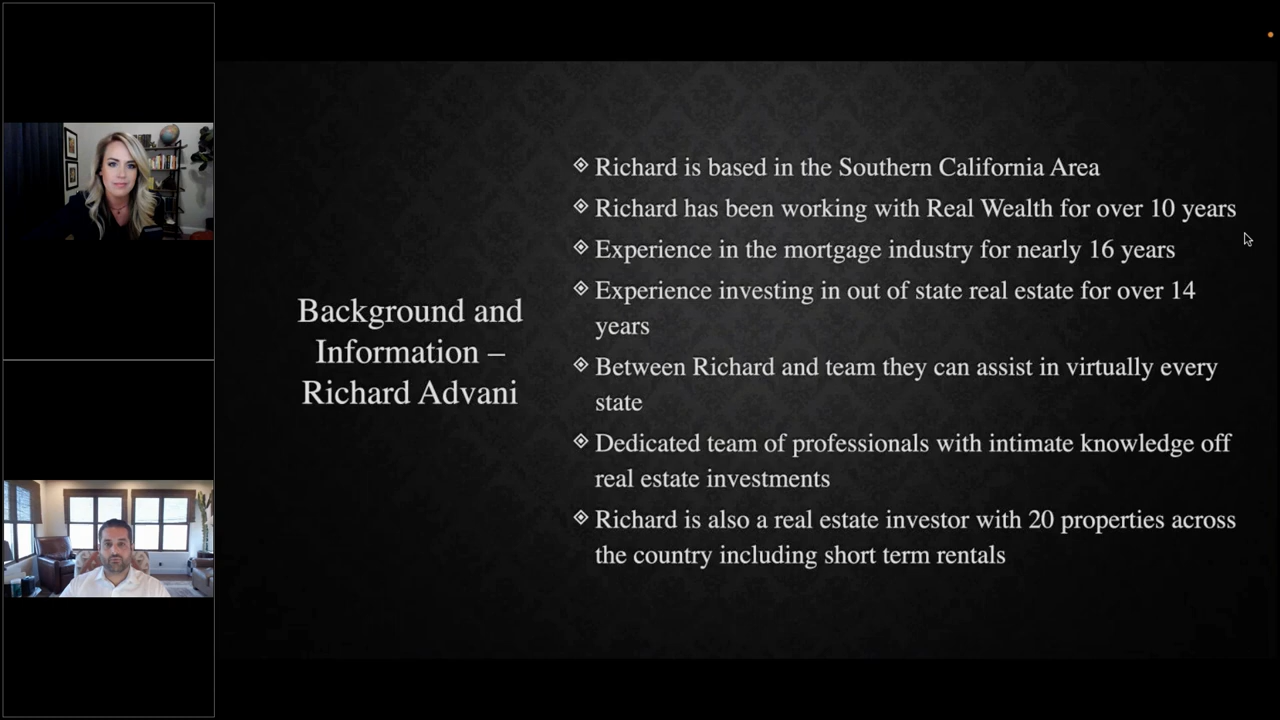 Background and
Information –
Richard Advani
Richard is based in the Southern California Area
Richard has been working with Real Wealth for over 10 years
Experience in the mortgage industry for nearly 16 years
Experience investing in out of state real estate for over 14
years
Between Richard and team they can assist in virtually every
state
Dedicated team of professionals with intimate knowledge off
real estate investments
Richard is also a real estate investor with 20 properties across
the country including short term rentals